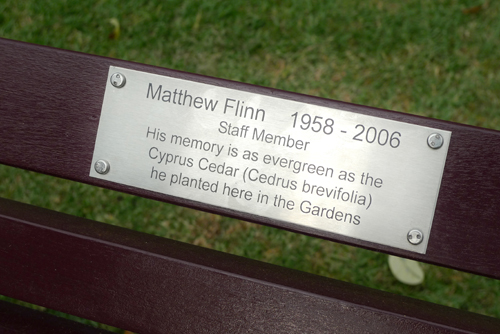 Matthew Flinn 1958 - 2006
Staff Member
His memory is as evergreen as the
Cyprus Cedar (Cedrus brevifolia)
he planted here in the Gardens